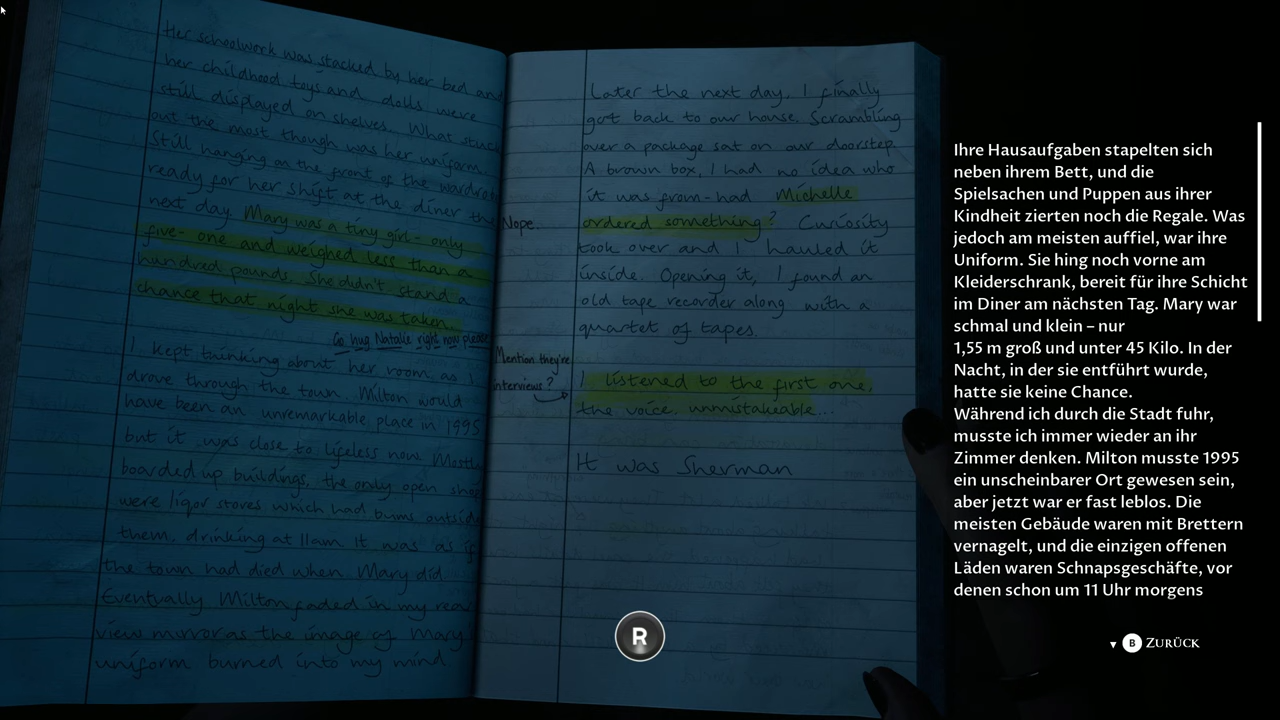 Her schoolwork was stacked by her bed an
her childhood toys and dolls were
still displayed on shelves. What stuc
out the most though was her uniform.
Still hanging on the front of the wardro
ready for her shift at the diner the
next day. Mary was a tiny girl - only
five-one and weighed less than a
hundred pounds. She didn't stand a
chance that night she was taken.
Go hug Natalie right now please
I kept thinking about her room as I
drove through the town. Milton would
have been an unremarkable place in 1995
but it was close to lifeless now. Mostly
boarded up buildings, the only open shop
were liqor stores which had bums outsid
them, drinking at 11am. It was as if
the town had died when Mary did.
Eventually Milton faded in my rea
view mirror as the image of Mary
uniform burned into my mind
Later the next day, I finally
got back to our house. Scrambling
over a package sat on our doorstep.
A brown box, I had no idea who
it was from-had Michelle
Nope.
ordered something? Curiosity
took over and I hauled it
inside. Opening it, I found an
old tape recorder along with a
quartet of tapes.
Mention they're
interviews?
I listened to the first one,
the voice, unmistakeable...
It was Sherman
R
Ihre Hausaufgaben stapelten sich
neben ihrem Bett, und die
Spielsachen und Puppen aus ihrer
Kindheit zierten noch die Regale. Was
jedoch am meisten auffiel, war ihre
Uniform. Sie hing noch vorne am
Kleiderschrank, bereit für ihre Schicht
im Diner am nächsten Tag. Mary war
schmal und klein – nur
1,55 m groß und unter 45 Kilo. In der
Nacht, in der sie entführt wurde,
hatte sie keine Chance.
Während ich durch die Stadt fuhr,
musste ich immer wieder an ihr
Zimmer denken. Milton musste 1995
ein unscheinbarer Ort gewesen sein,
aber jetzt war er fast leblos. Die
meisten Gebäude waren mit Brettern
vernagelt, und die einzigen offenen
Läden waren Schnapsgeschäfte, vor
denen schon um 11 Uhr morgens
B ZURÜCK